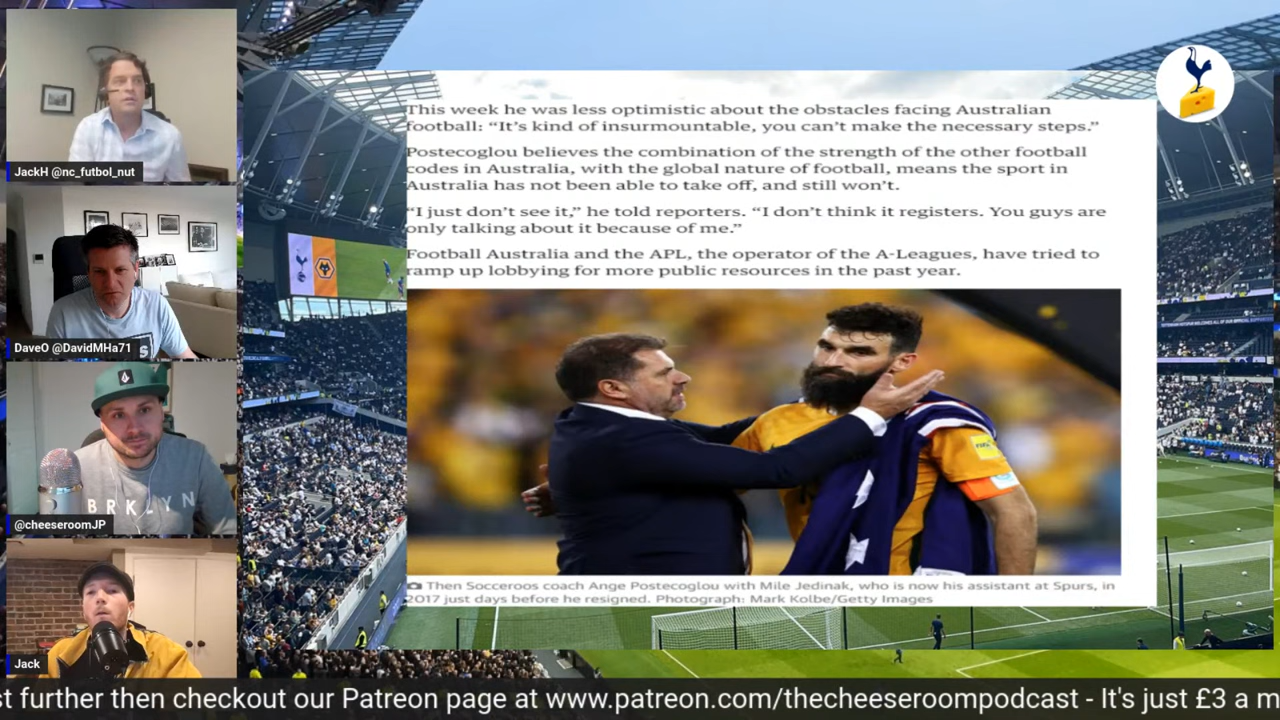 This week he was less optimistic about the obstacles facing Australian
football: “It’s kind of insurmountable, you can’t make the necessary steps.”
Postecoglou believes the combination of the strength of the other football
codes in Australia, with the global nature of football, means the sport in
Australia has not been able to take off, and still won’t.
“I just don’t see it,” he told reporters. “I don’t think it registers. You guys are
only talking about it because of me.”
Football Australia and the APL, the operator of the A-Leagues, have tried to
ramp up lobbying for more public resources in the past year.
Then Socceroos coach Ange Postecoglou with Mile Jedinak, who is now his assistant at Spurs, in
2017 just days before he resigned. Photograph: Mark Kolbe/Getty Images
JackH @nc_futbol_nut
DaveO @DavidMHa71
S
BRKLYN
@cheeseroomJP
Jack
st further then checkout our Patreon page at www.patreon.com/thecheeseroompodcast - It's just £3 a m